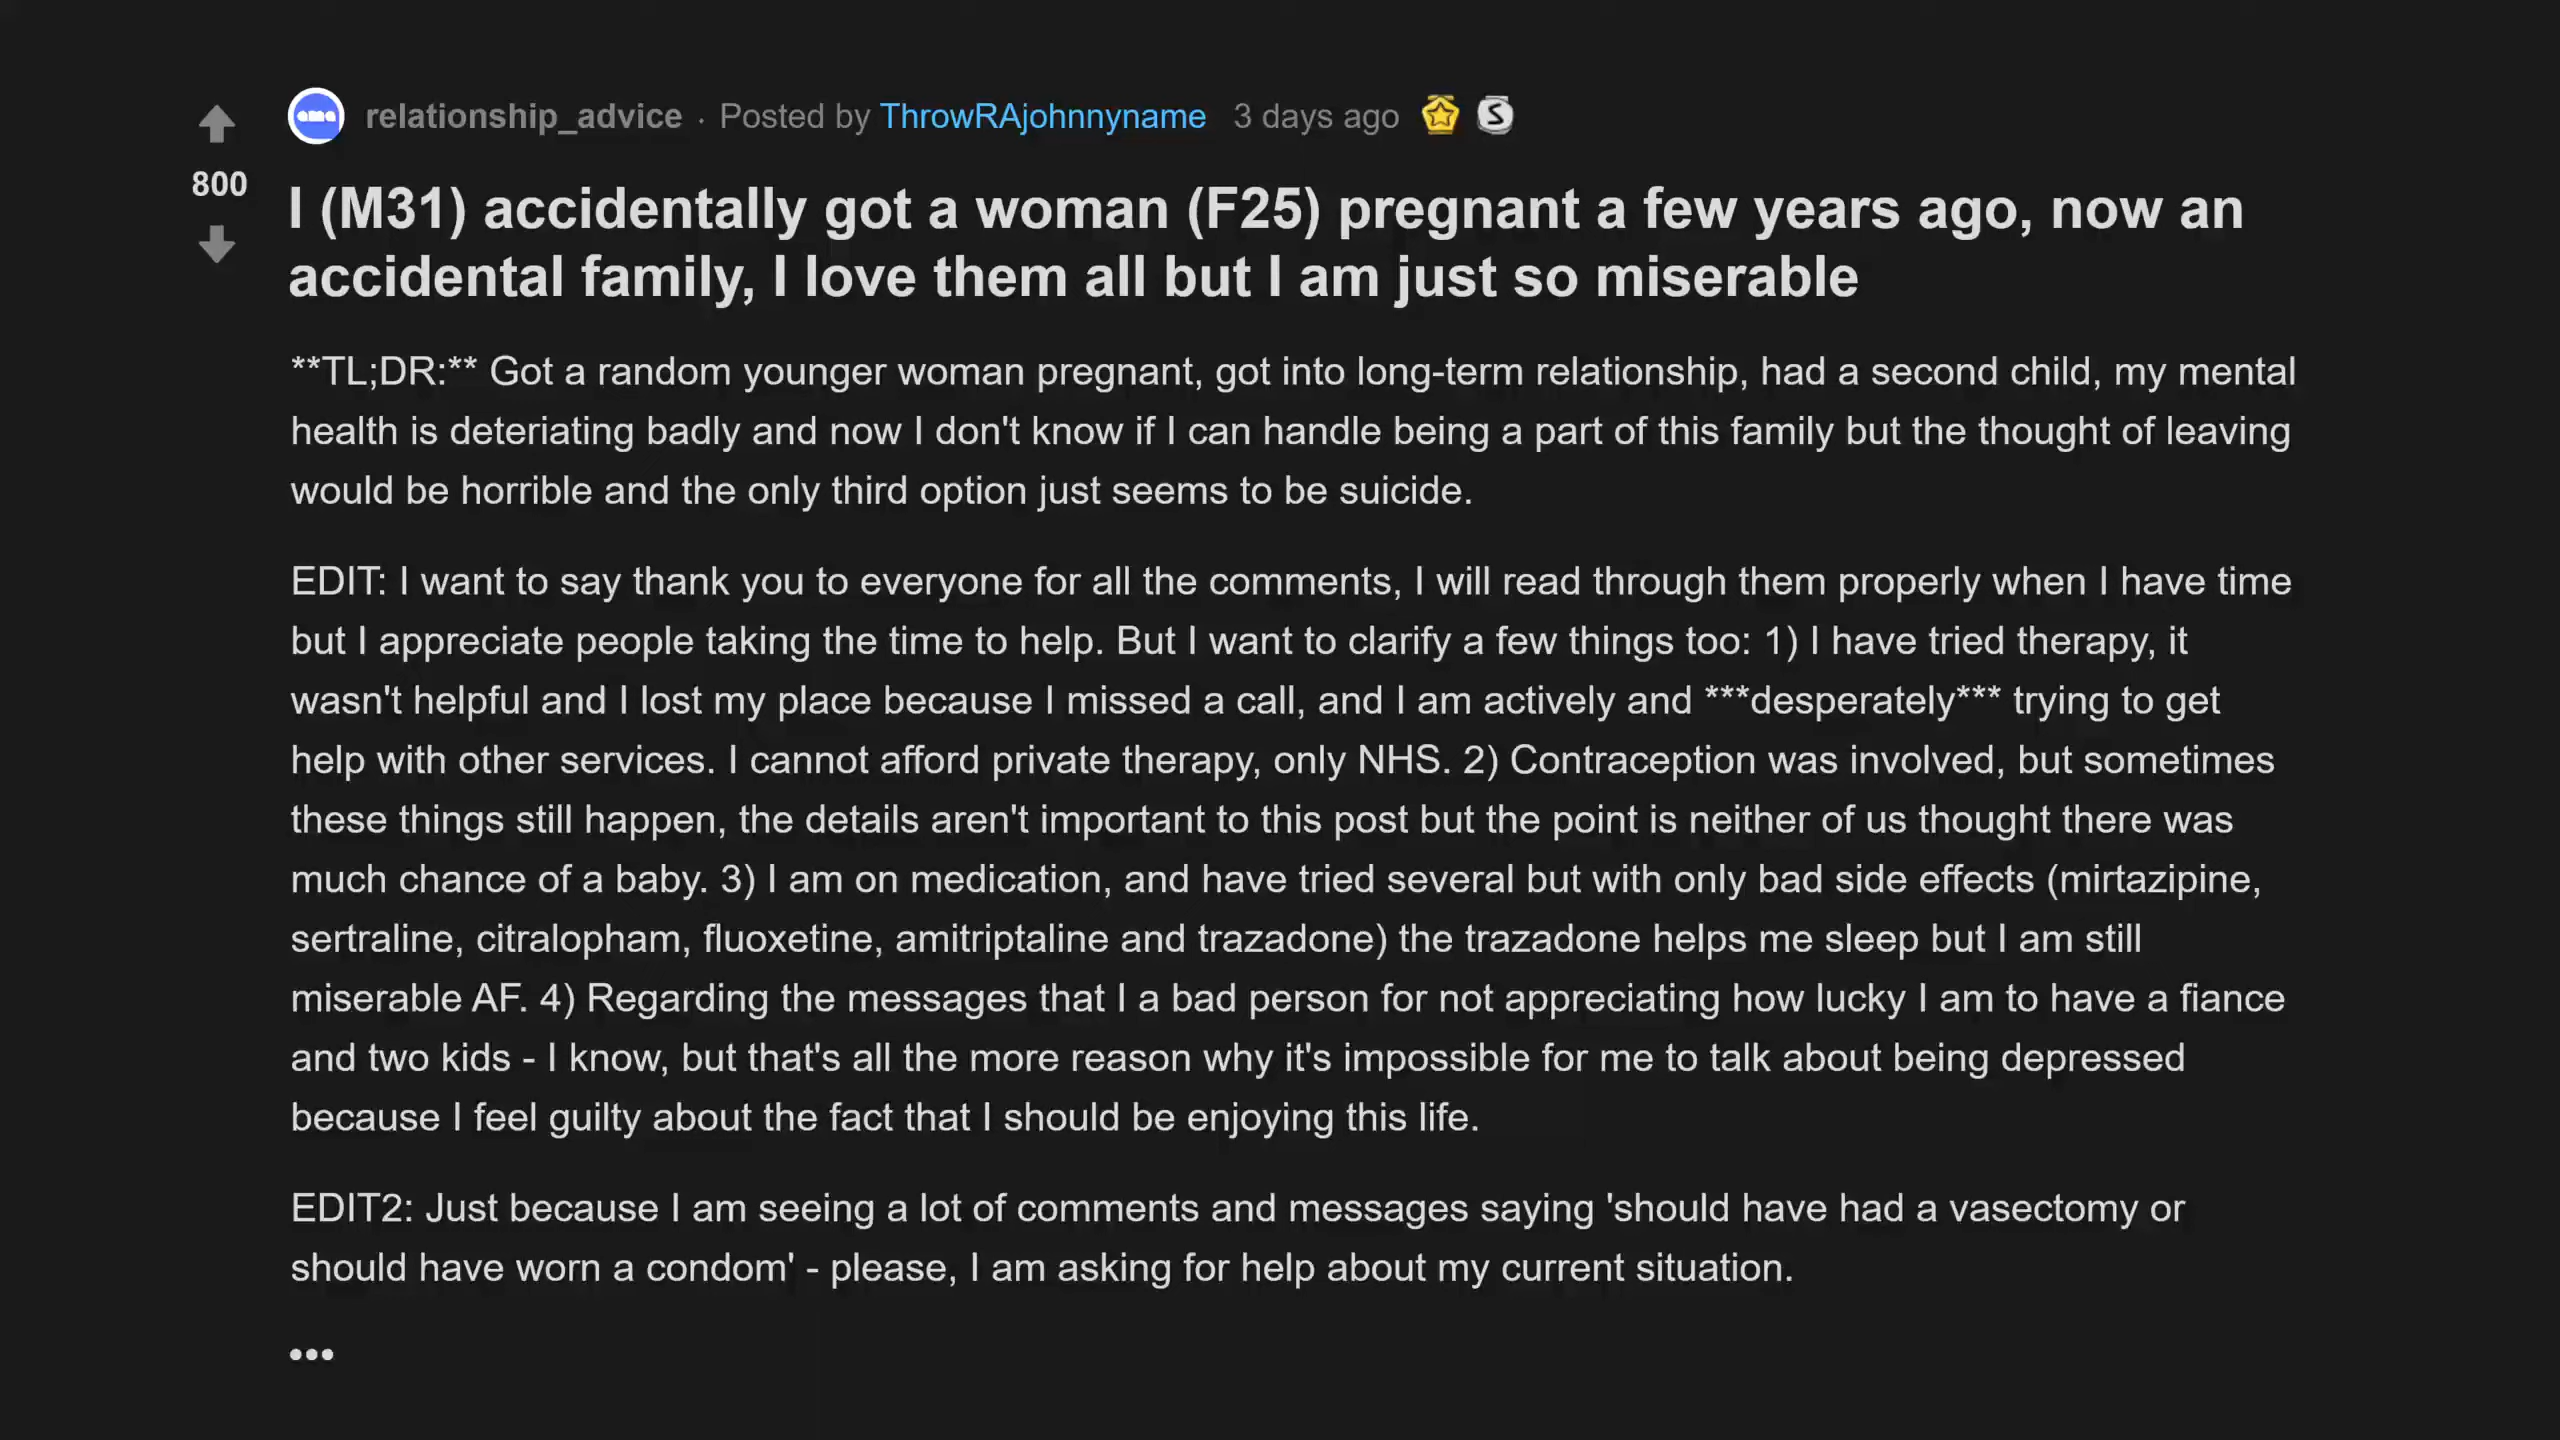 relationship_advice · Posted by ThrowRAjohnnyname 3 days ago
800
I (M31) accidentally got a woman (F25) pregnant a few years ago, now an
accidental family, I love them all but I am just so miserable
**TL;DR:** Got a random younger woman pregnant, got into long-term relationship, had a second child, my mental
health is deteriating badly and now I don't know if I can handle being a part of this family but the thought of leaving
would be horrible and the only third option just seems to be suicide.
EDIT: I want to say thank you to everyone for all the comments, I will read through them properly when I have time
but I appreciate people taking the time to help. But I want to clarify a few things too: 1) I have tried therapy, it
wasn't helpful and I lost my place because I missed a call, and I am actively and ***desperately*** trying to get
help with other services. I cannot afford private therapy, only NHS. 2) Contraception was involved, but sometimes
these things still happen, the details aren't important to this post but the point is neither of us thought there was
much chance of a baby. 3) I am on medication, and have tried several but with only bad side effects (mirtazipine,
sertraline, citralopham, fluoxetine, amitriptaline and trazadone) the trazadone helps me sleep but I am still
miserable AF. 4) Regarding the messages that I a bad person for not appreciating how lucky I am to have a fiance
and two kids - I know, but that's all the more reason why it's impossible for me to talk about being depressed
because I feel guilty about the fact that I should be enjoying this life.
EDIT2: Just because I am seeing a lot of comments and messages saying 'should have had a vasectomy or
should have worn a condom' - please, I am asking for help about my current situation.
•••